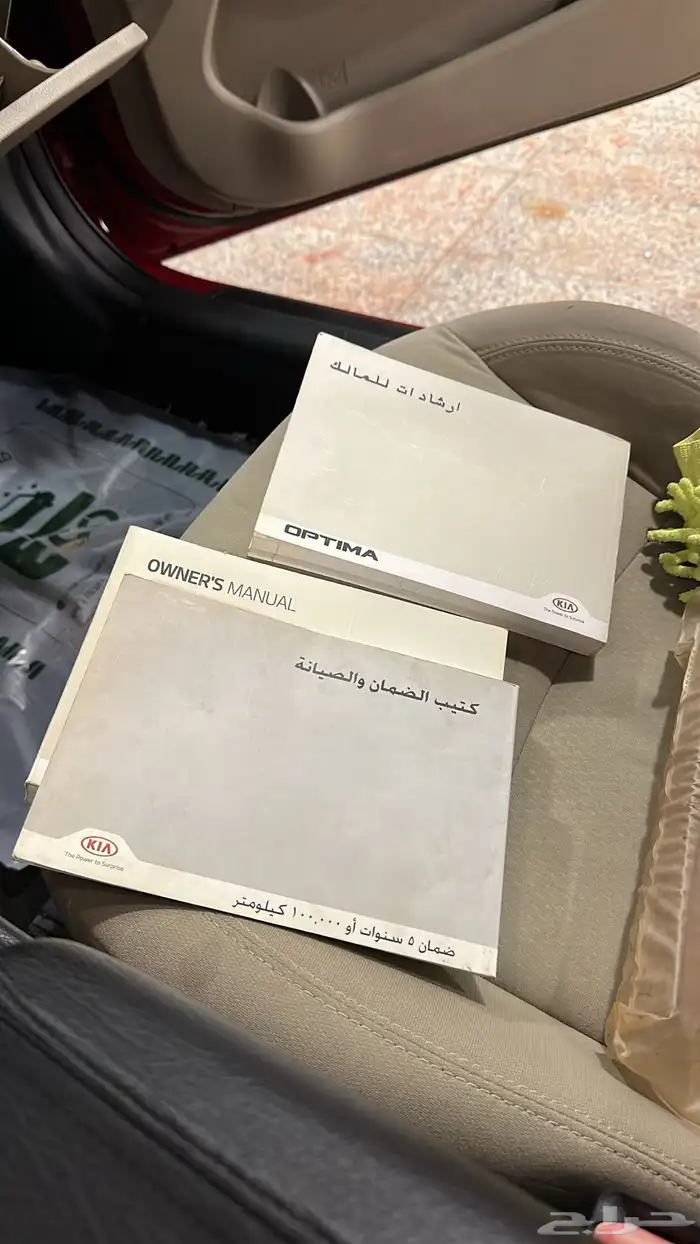 ارشادات للمالك
OPTIMA
KIA
The Power to Surprise
OWNER'S MANUAL
كتيب الضمان والصيانة
KIA
The Power to Surprise
ضمان ٥ سنوات أو ١٠٠,٠٠٠ كيلومتر
حراج